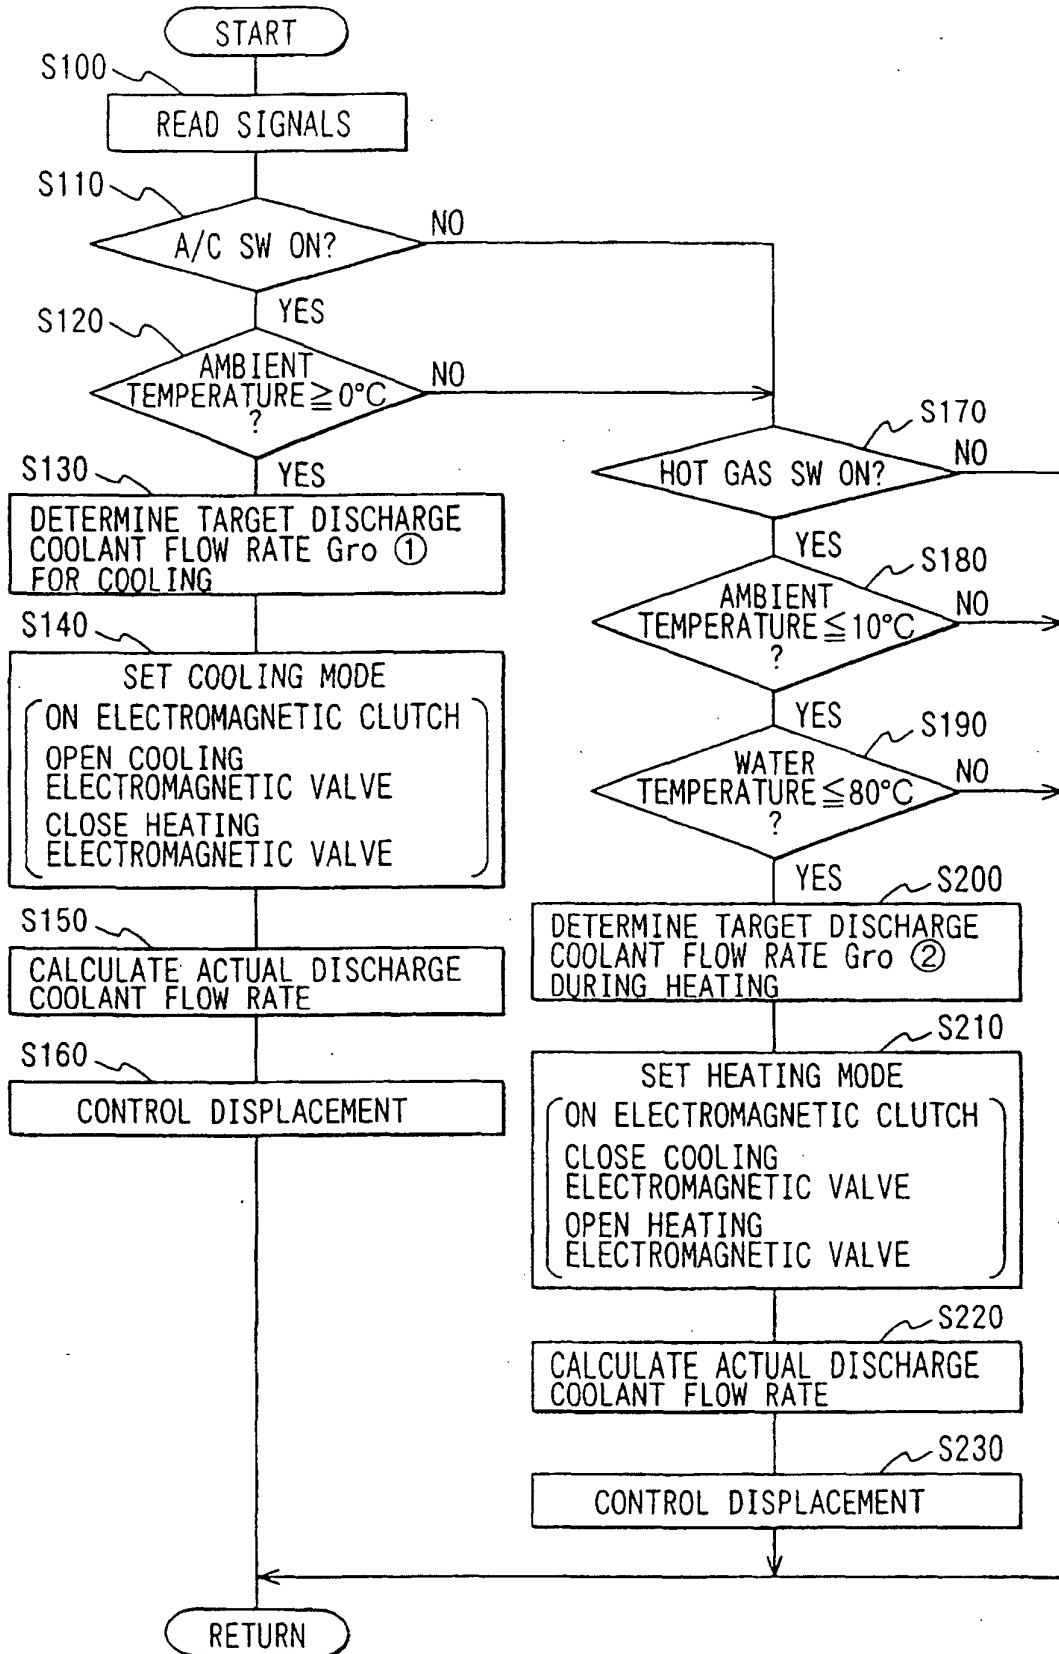 START
S100
READ SIGNALS
S110
A/C SW ON?
NO
YES
S120
AMBIENT
TEMPERATURE≧0°C
?
NO
YES
S130
DETERMINE TARGET DISCHARGE
COOLANT FLOW RATE Gro ①
FOR COOLING
S140
SET COOLING MODE
ON ELECTROMAGNETIC CLUTCH
OPEN COOLING
ELECTROMAGNETIC VALVE
CLOSE HEATING
ELECTROMAGNETIC VALVE
S150
CALCULATE ACTUAL DISCHARGE
COOLANT FLOW RATE
S160
CONTROL DISPLACEMENT
S170
HOT GAS SW ON?
NO
YES
S180
AMBIENT
TEMPERATURE≦10°C
?
NO
YES
S190
WATER
TEMPERATURE≦80°C
?
NO
YES
S200
DETERMINE TARGET DISCHARGE
COOLANT FLOW RATE Gro ②
DURING HEATING
S210
SET HEATING MODE
ON ELECTROMAGNETIC CLUTCH
CLOSE COOLING
ELECTROMAGNETIC VALVE
OPEN HEATING
ELECTROMAGNETIC VALVE
S220
CALCULATE ACTUAL DISCHARGE
COOLANT FLOW RATE
S230
CONTROL DISPLACEMENT
RETURN